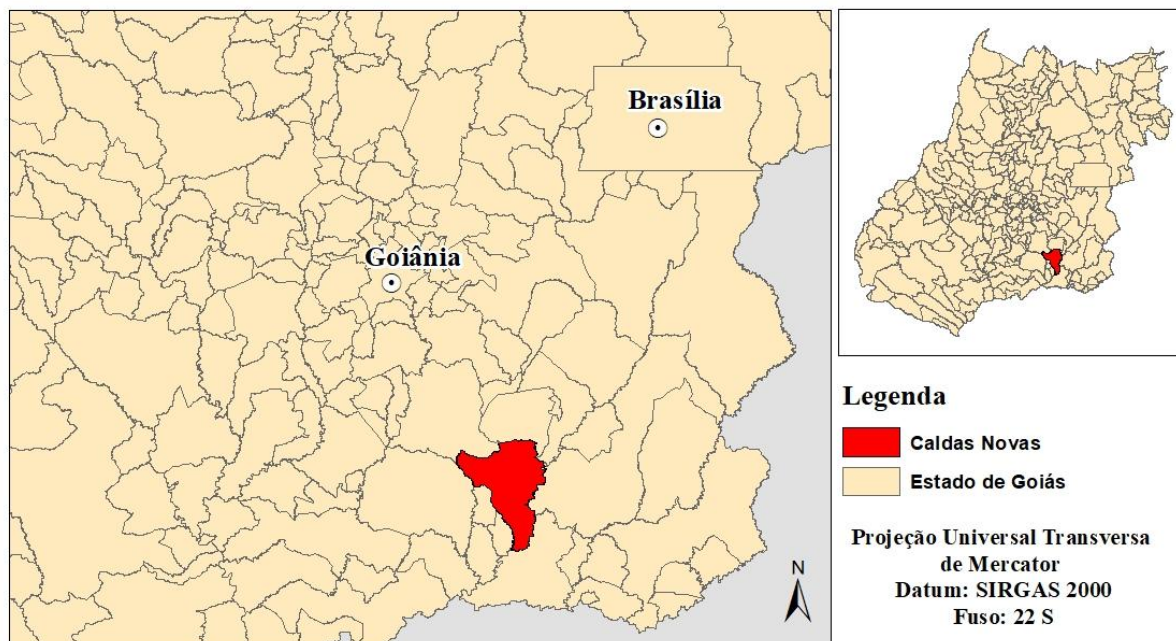 Brasília
Goiânia
N
Legenda
Caldas Novas
Estado de Goiás
Projeção Universal Transversa
de Mercator
Datum: SIRGAS 2000
Fuso: 22 S